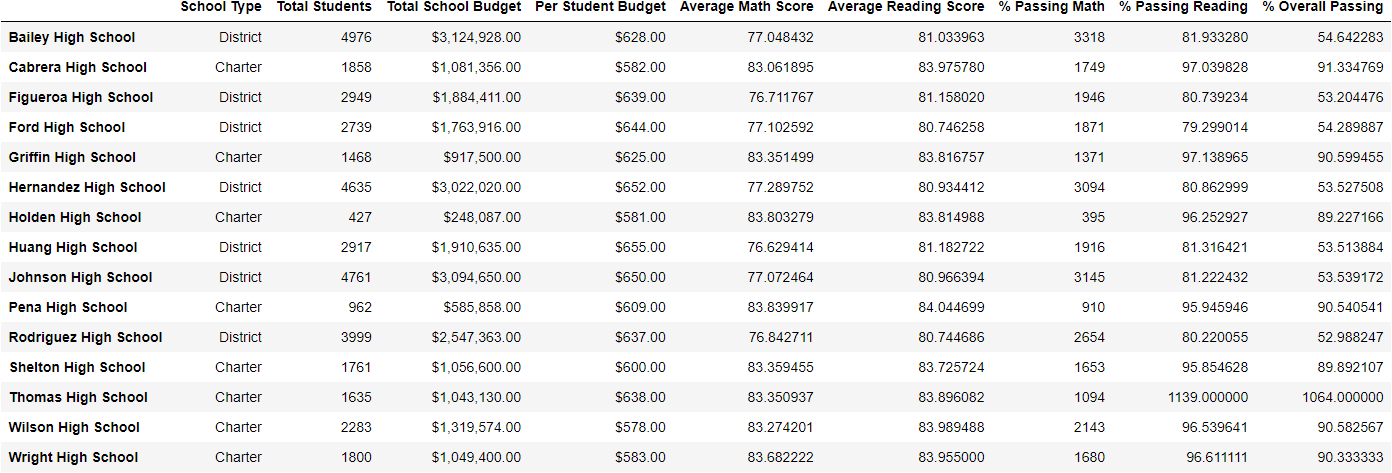 School Type Total Students Total School Budget Per Student Budget Average Math Score Average Reading Score % Passing Math % Passing Reading % Overall Passing
Bailey High School District 4976 $3,124,928.00 $628.00 77.048432 81.033963 3318 81.933280 54.642283
Cabrera High School Charter 1858 $1,081,356.00 $582.00 83.061895 83.975780 1749 97.039828 91.334769
Figueroa High School District 2949 $1,884,411.00 $639.00 76.711767 81.158020 1946 80.739234 53.204476
Ford High School District 2739 $1,763,916.00 $644.00 77.102592 80.746258 1871 79.299014 54.289887
Griffin High School Charter 1468 $917,500.00 $625.00 83.351499 83.816757 1371 97.138965 90.599455
Hernandez High School District 4635 $3,022,020.00 $652.00 77.289752 80.934412 3094 80.862999 53.527508
Holden High School Charter 427 $248,087.00 $581.00 83.803279 83.814988 395 96.252927 89.227166
Huang High School District 2917 $1,910,635.00 $655.00 76.629414 81.182722 1916 81.316421 53.513884
Johnson High School District 4761 $3,094,650.00 $650.00 77.072464 80.966394 3145 81.222432 53.539172
Pena High School Charter 962 $585,858.00 $609.00 83.839917 84.044699 910 95.945946 90.540541
Rodriguez High School District 3999 $2,547,363.00 $637.00 76.842711 80.744686 2654 80.220055 52.988247
Shelton High School Charter 1761 $1,056,600.00 $600.00 83.359455 83.725724 1653 95.854628 89.892107
Thomas High School Charter 1635 $1,043,130.00 $638.00 83.350937 83.896082 1094 1139.000000 1064.000000
Wilson High School Charter 2283 $1,319,574.00 $578.00 83.274201 83.989488 2143 96.539641 90.582567
Wright High School Charter 1800 $1,049,400.00 $583.00 83.682222 83.955000 1680 96.611111 90.333333